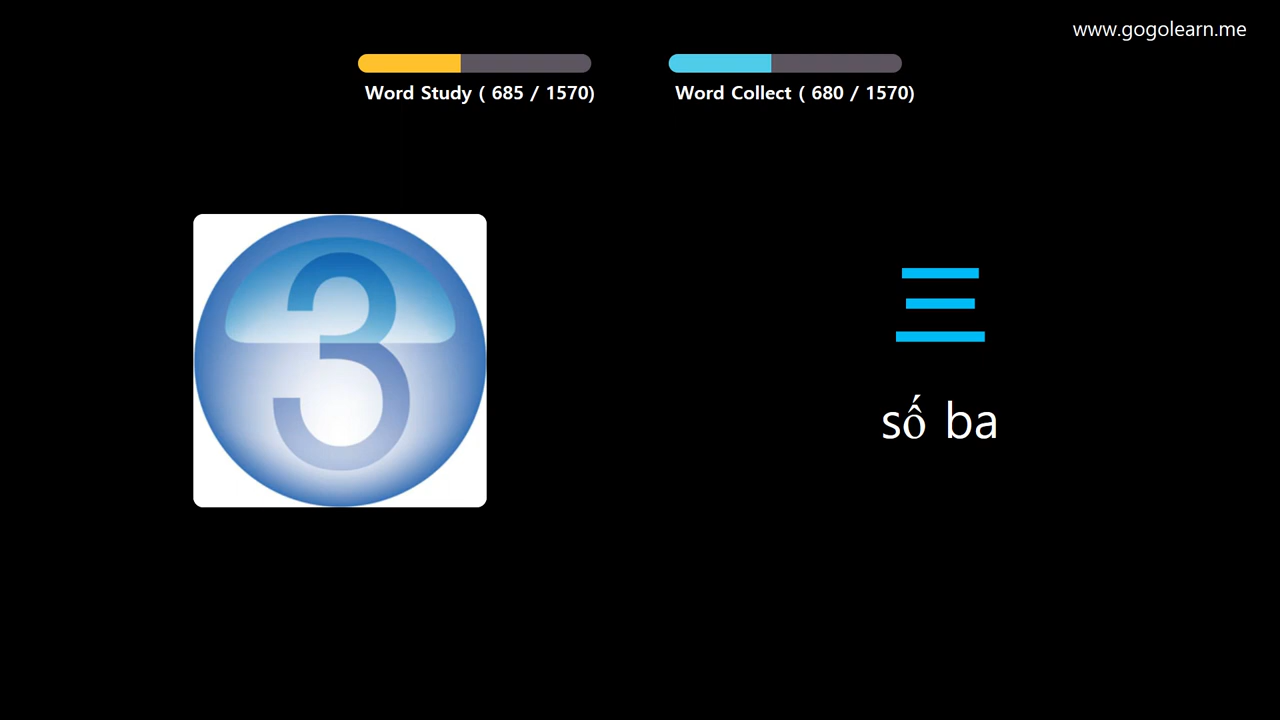 www.gogolearn.me
Word Study ( 685 / 1570)
Word Collect ( 680 / 1570)
3
三
số ba